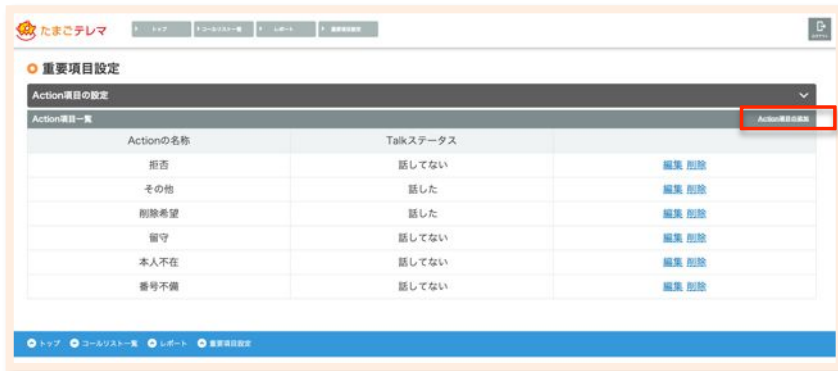 たまごテレマ
トップ コールリスト一覧 レポート 重要項目設定
ログアウト
重要項目設定
Action項目の設定
Action項目一覧 Action項目の追加
Actionの名称 Talkステータス
拒否 話してない 編集 削除
その他 話した 編集 削除
削除希望 話した 編集 削除
留守 話してない 編集 削除
本人不在 話してない 編集 削除
番号不備 話してない 編集 削除
トップ コールリスト一覧 レポート 重要項目設定